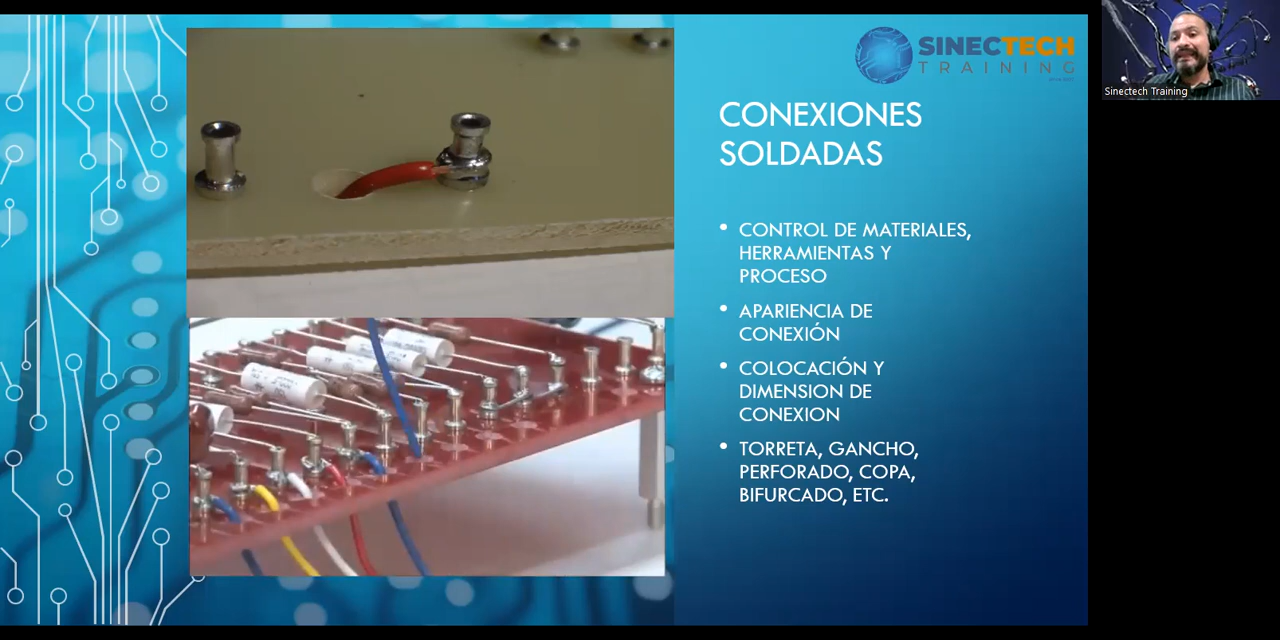 SINECTECH
TRAINING
CONEXIONES
SOLDADAS
• CONTROL DE MATERIALES,
HERRAMIENTAS Y
PROCESO
• APARIENCIA DE
CONEXIÓN
• COLOCACIÓN Y
DIMENSION DE
CONEXION
• TORRETA, GANCHO,
PERFORADO, COPA,
BIFURCADO, ETC.
Sinectech Training